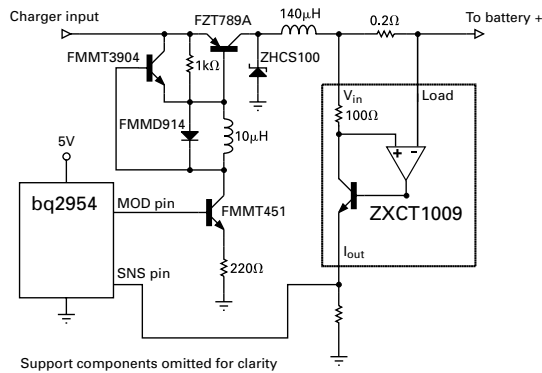 Charger input
FZT789A
140µH
0.2Ω
To battery +
FMMT3904
1kΩ
ZHCS100
Vin
Load
100Ω
FMMD914
10µH
5V
+ -
bq2954
MOD pin
FMMT451
ZXCT1009
Iout
SNS pin
220Ω
Support components omitted for clarity